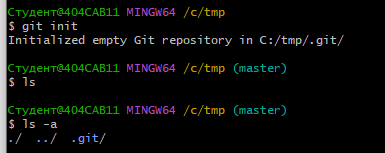 Студент@404CAB11 MINGW64 /c/tmp
$ git init
Initialized empty Git repository in C:/tmp/.git/
Студент@404CAB11 MINGW64 /c/tmp (master)
$ ls
Студент@404CAB11 MINGW64 /c/tmp (master)
$ ls -a
./  ../  .git/